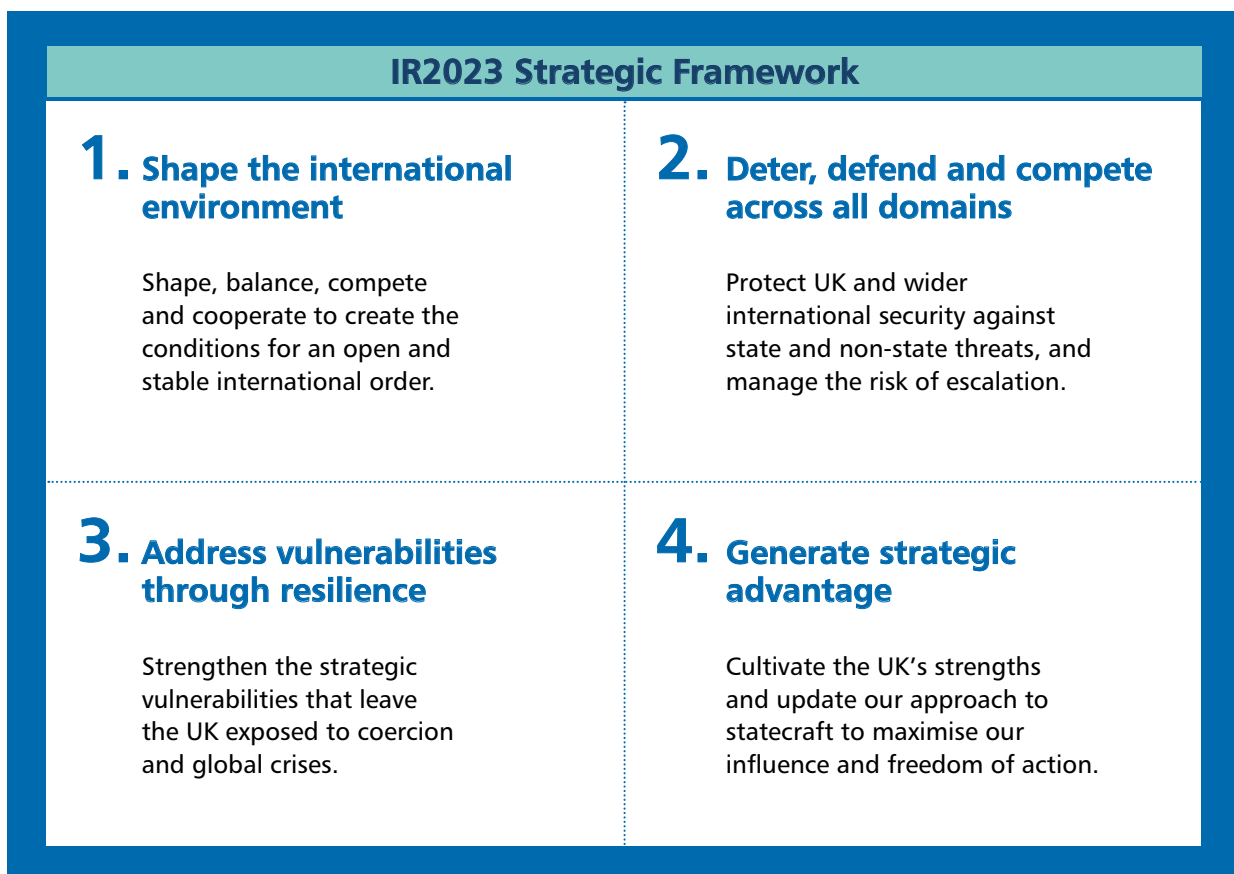 IR2023 Strategic Framework
1. Shape the international
environment
Shape, balance, compete
and cooperate to create the
conditions for an open and
stable international order.
2. Deter, defend and compete
across all domains
Protect UK and wider
international security against
state and non-state threats, and
manage the risk of escalation.
3. Address vulnerabilities
through resilience
Strengthen the strategic
vulnerabilities that leave
the UK exposed to coercion
and global crises.
4. Generate strategic
advantage
Cultivate the UK’s strengths
and update our approach to
statecraft to maximise our
influence and freedom of action.